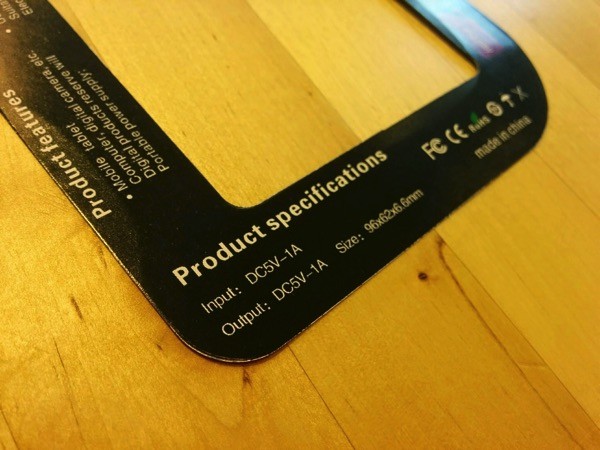 Product features
• Mobile tablet
Computer, digital camera, etc.
Digital products reserve will
Portable power supply;
Product specifications
Input: DC5V-1A
Output: DC5V-1A
Size: 96x62x6.6mm
FC CE RoHS
made in china